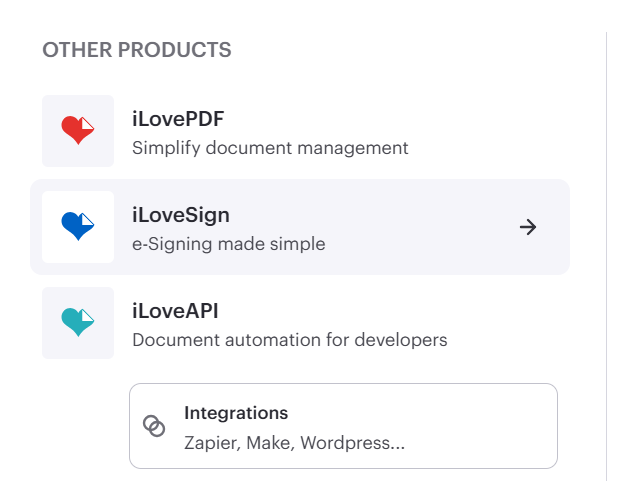 OTHER PRODUCTS
iLovePDF
Simplify document management
iLoveSign
e-Signing made simple
iLoveAPI
Document automation for developers
Integrations
Zapier, Make, Wordpress...